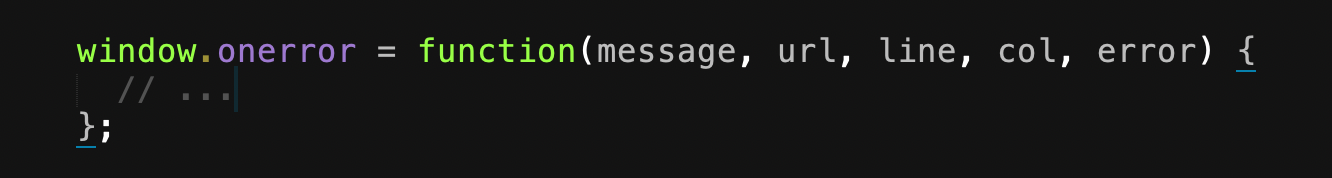 window.onerror = function(message, url, line, col, error) {
  // ...
};